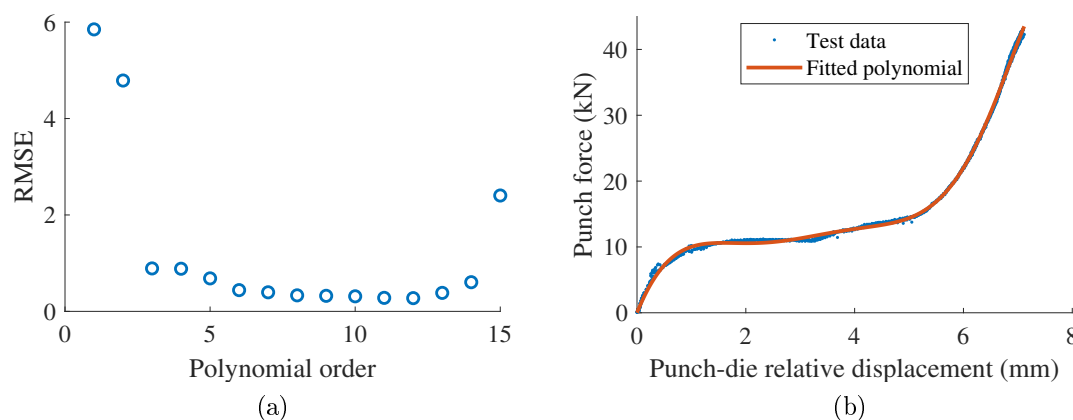 6
4
2
0
0
5
10
15
RMSE
Polynomial order
(a)
40
30
20
10
0
0
2
4
6
8
Punch force (kN)
Test data
Fitted polynomial
Punch-die relative displacement (mm)
(b)